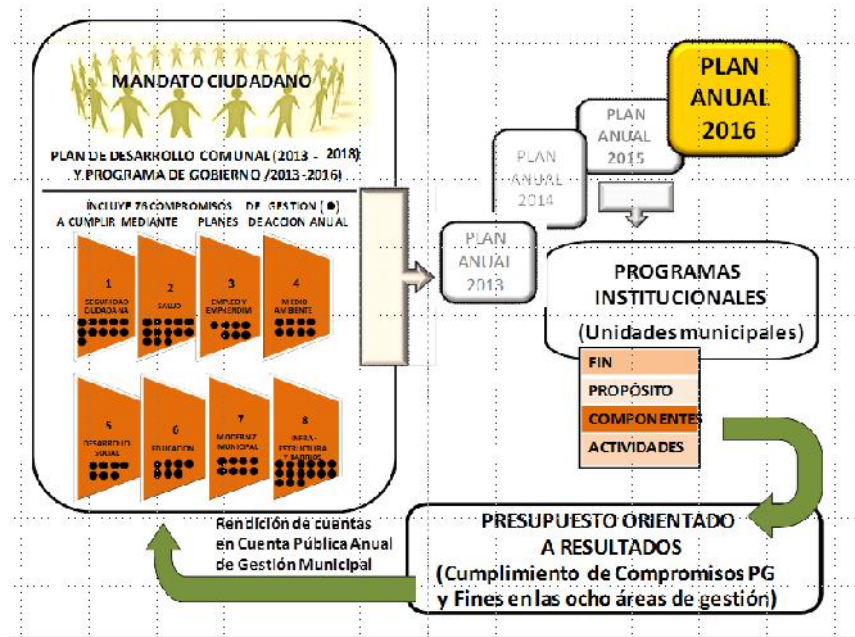 MANDATO CIUDADANO
PLAN DE DESARROLLO COMUNAL (2013 - 2018)
Y PROGRAMA DE GOBIERNO /2013-2016)
INCLUYE 76 COMPROMISOS DE GESTION (●)
A CUMPLIR MEDIANTE PLANES DE ACCION ANUAL
1
SEGURIDAD
CIUDADANA
2
SALUD
3
EMPLEO Y
EMPRENDIM
4
MEDIO
AMBIENTE
5
DESARROLLO
SOCIAL
6
EDUCACION
7
MODERNIZ
MUNICIPAL
8
INFRA-
ESTRUCTURA
Y BARRIOS
PLAN
ANUAL
2013
PLAN
ANUAL
2014
PLAN
ANUAL
2015
PLAN
ANUAL
2016
PROGRAMAS
INSTITUCIONALES
(Unidades municipales)
FIN
PROPÓSITO
COMPONENTES
ACTIVIDADES
PRESUPUESTO ORIENTADO
A RESULTADOS
(Cumplimiento de Compromisos PG
y Fines en las ocho áreas de gestión)
Rendición de cuentas
en Cuenta Pública Anual
de Gestión Municipal